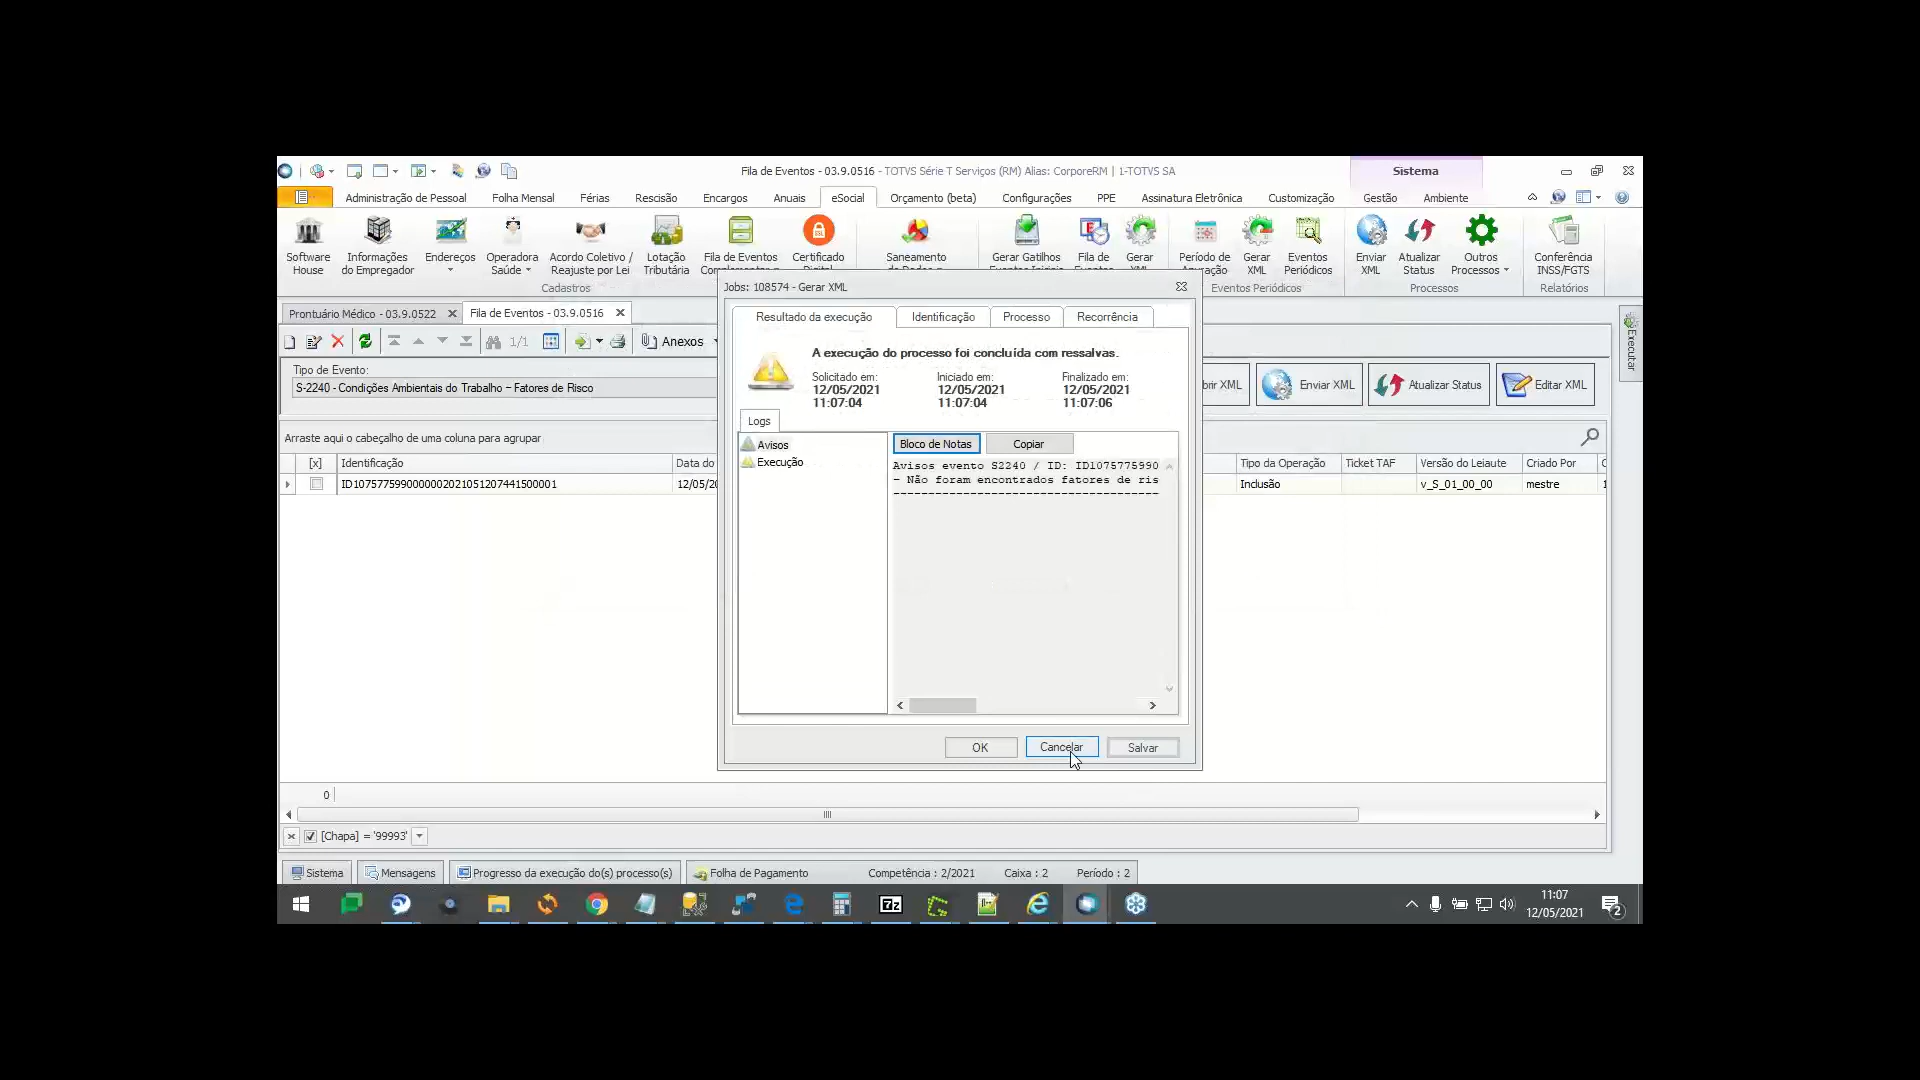 Fila de Eventos - 03.9.0516 - TOTVS Série T Serviços (RM) Alias: CorporeRM | 1-TOTVS SA
Sistema
Administração de Pessoal
Folha Mensal
Férias
Rescisão
Encargos
Anuais
eSocial
Orçamento (beta)
Configurações
PPE
Assinatura Eletrônica
Customização
Gestão
Ambiente
Software
House
Informações
do Empregador
Endereços
Operadora
Saúde
Acordo Coletivo /
Reajuste por Lei
Lotação
Tributária
Fila de Eventos
Certificado
Saneamento
Gerar Gatilhos
Fila de
Gerar
Período de
Gerar
XML
Eventos
Periódicos
Enviar
XML
Atualizar
Status
Outros
Processos
Conferência
INSS/FGTS
Cadastros
Eventos Periódicos
Processos
Relatórios
Prontuário Médico - 03.9.0522
Fila de Eventos - 03.9.0516
1/1
Anexos
Executar
Tipo de Evento:
S-2240 - Condições Ambientais do Trabalho – Fatores de Risco
rir XML
Enviar XML
Atualizar Status
Editar XML
Arraste aqui o cabeçalho de uma coluna para agrupar
[x]
Identificação
Data do
Tipo da Operação
Ticket TAF
Versão do Leiaute
Criado Por
ID1075775990000002021051207441500001
12/05/20
Inclusão
v_S_01_00_00
mestre
Jobs: 108574 - Gerar XML
Resultado da execução
Identificação
Processo
Recorrência
A execução do processo foi concluída com ressalvas.
Solicitado em:
12/05/2021
11:07:04
Iniciado em:
12/05/2021
11:07:04
Finalizado em:
12/05/2021
11:07:06
Logs
Avisos
Execução
Bloco de Notas
Copiar
Avisos evento S2240 / ID: ID1075775990
- Não foram encontrados fatores de ris
--------------------------------------
OK
Cancelar
Salvar
0
[Chapa] = '99993'
Sistema
Mensagens
Progresso da execução do(s) processo(s)
Folha de Pagamento
Competência : 2/2021
Caixa : 2
Período : 2
7z
11:07
12/05/2021
2